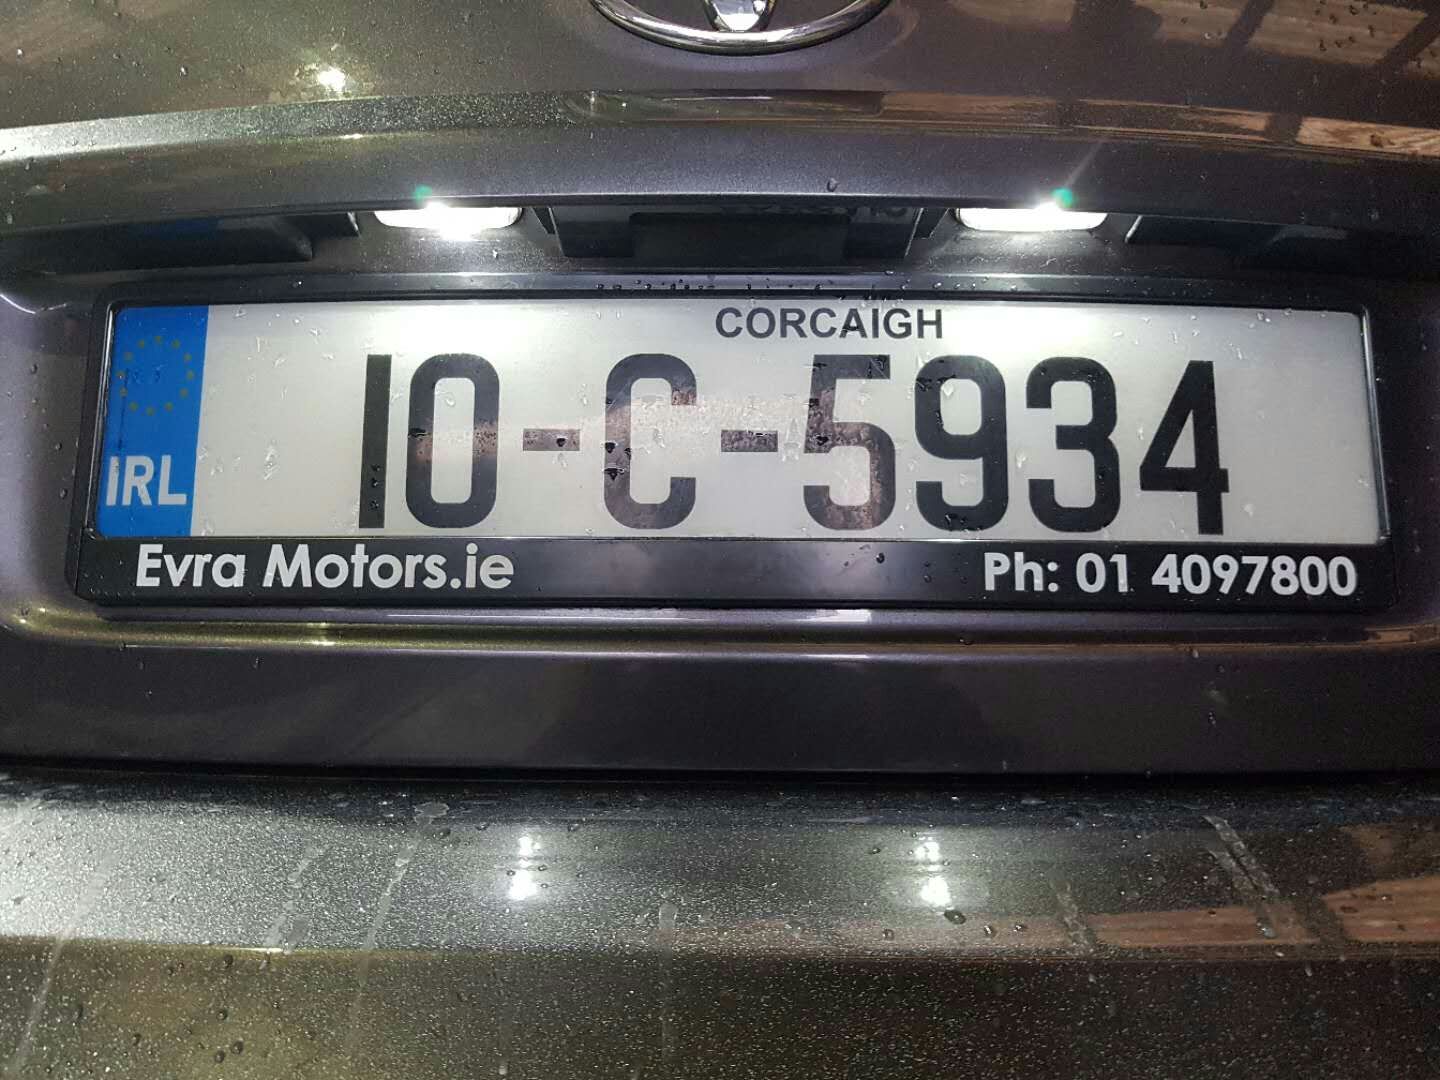 CORCAIGH
IRL 10-C-5934
Evra Motors.ie Ph: 01 4097800